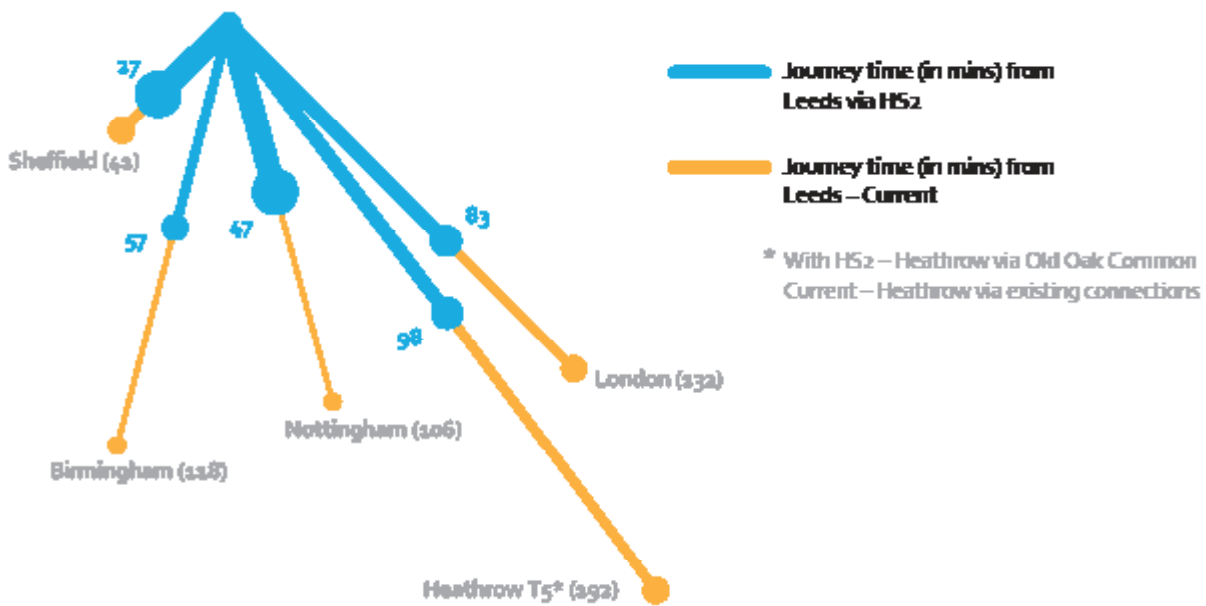 27
Sheffield (41)
57
47
83
98
London (132)
Nottingham (106)
Birmingham (118)
Heathrow T5* (192)
Journey time (in mins) from
Leeds via HS2
Journey time (in mins) from
Leeds – Current
* With HS2 – Heathrow via Old Oak Common
Current – Heathrow via existing connections